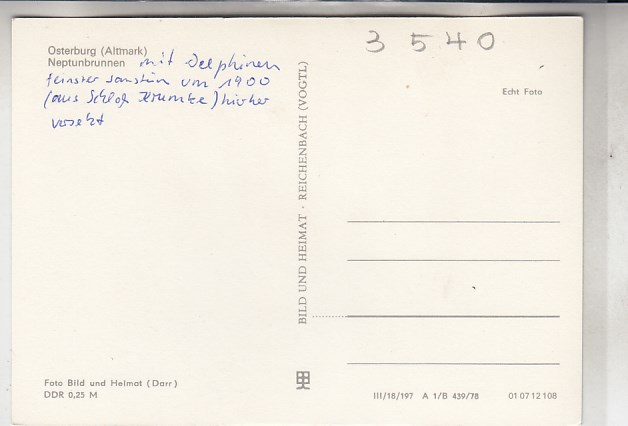 Osterburg (Altmark)
Neptunbrunnen mit Delphinen
feinster Sandstein um 1900
(aus Schloß Krumke) hierher
versetzt
3540
Echt Foto
BILD UND HEIMAT · REICHENBACH (VOGTL)
Foto Bild und Heimat (Darr)
DDR 0,25 M
III/18/197 A 1/B 439/78 01 07 12 108